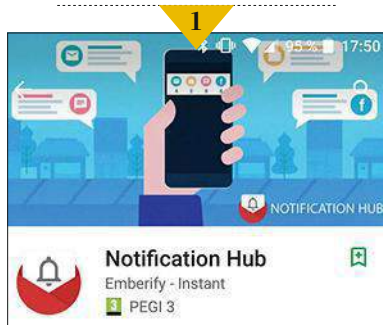 1
95 % 17:50
NOTIFICATION HUB
Notification Hub
Emberify - Instant
3 PEGI 3